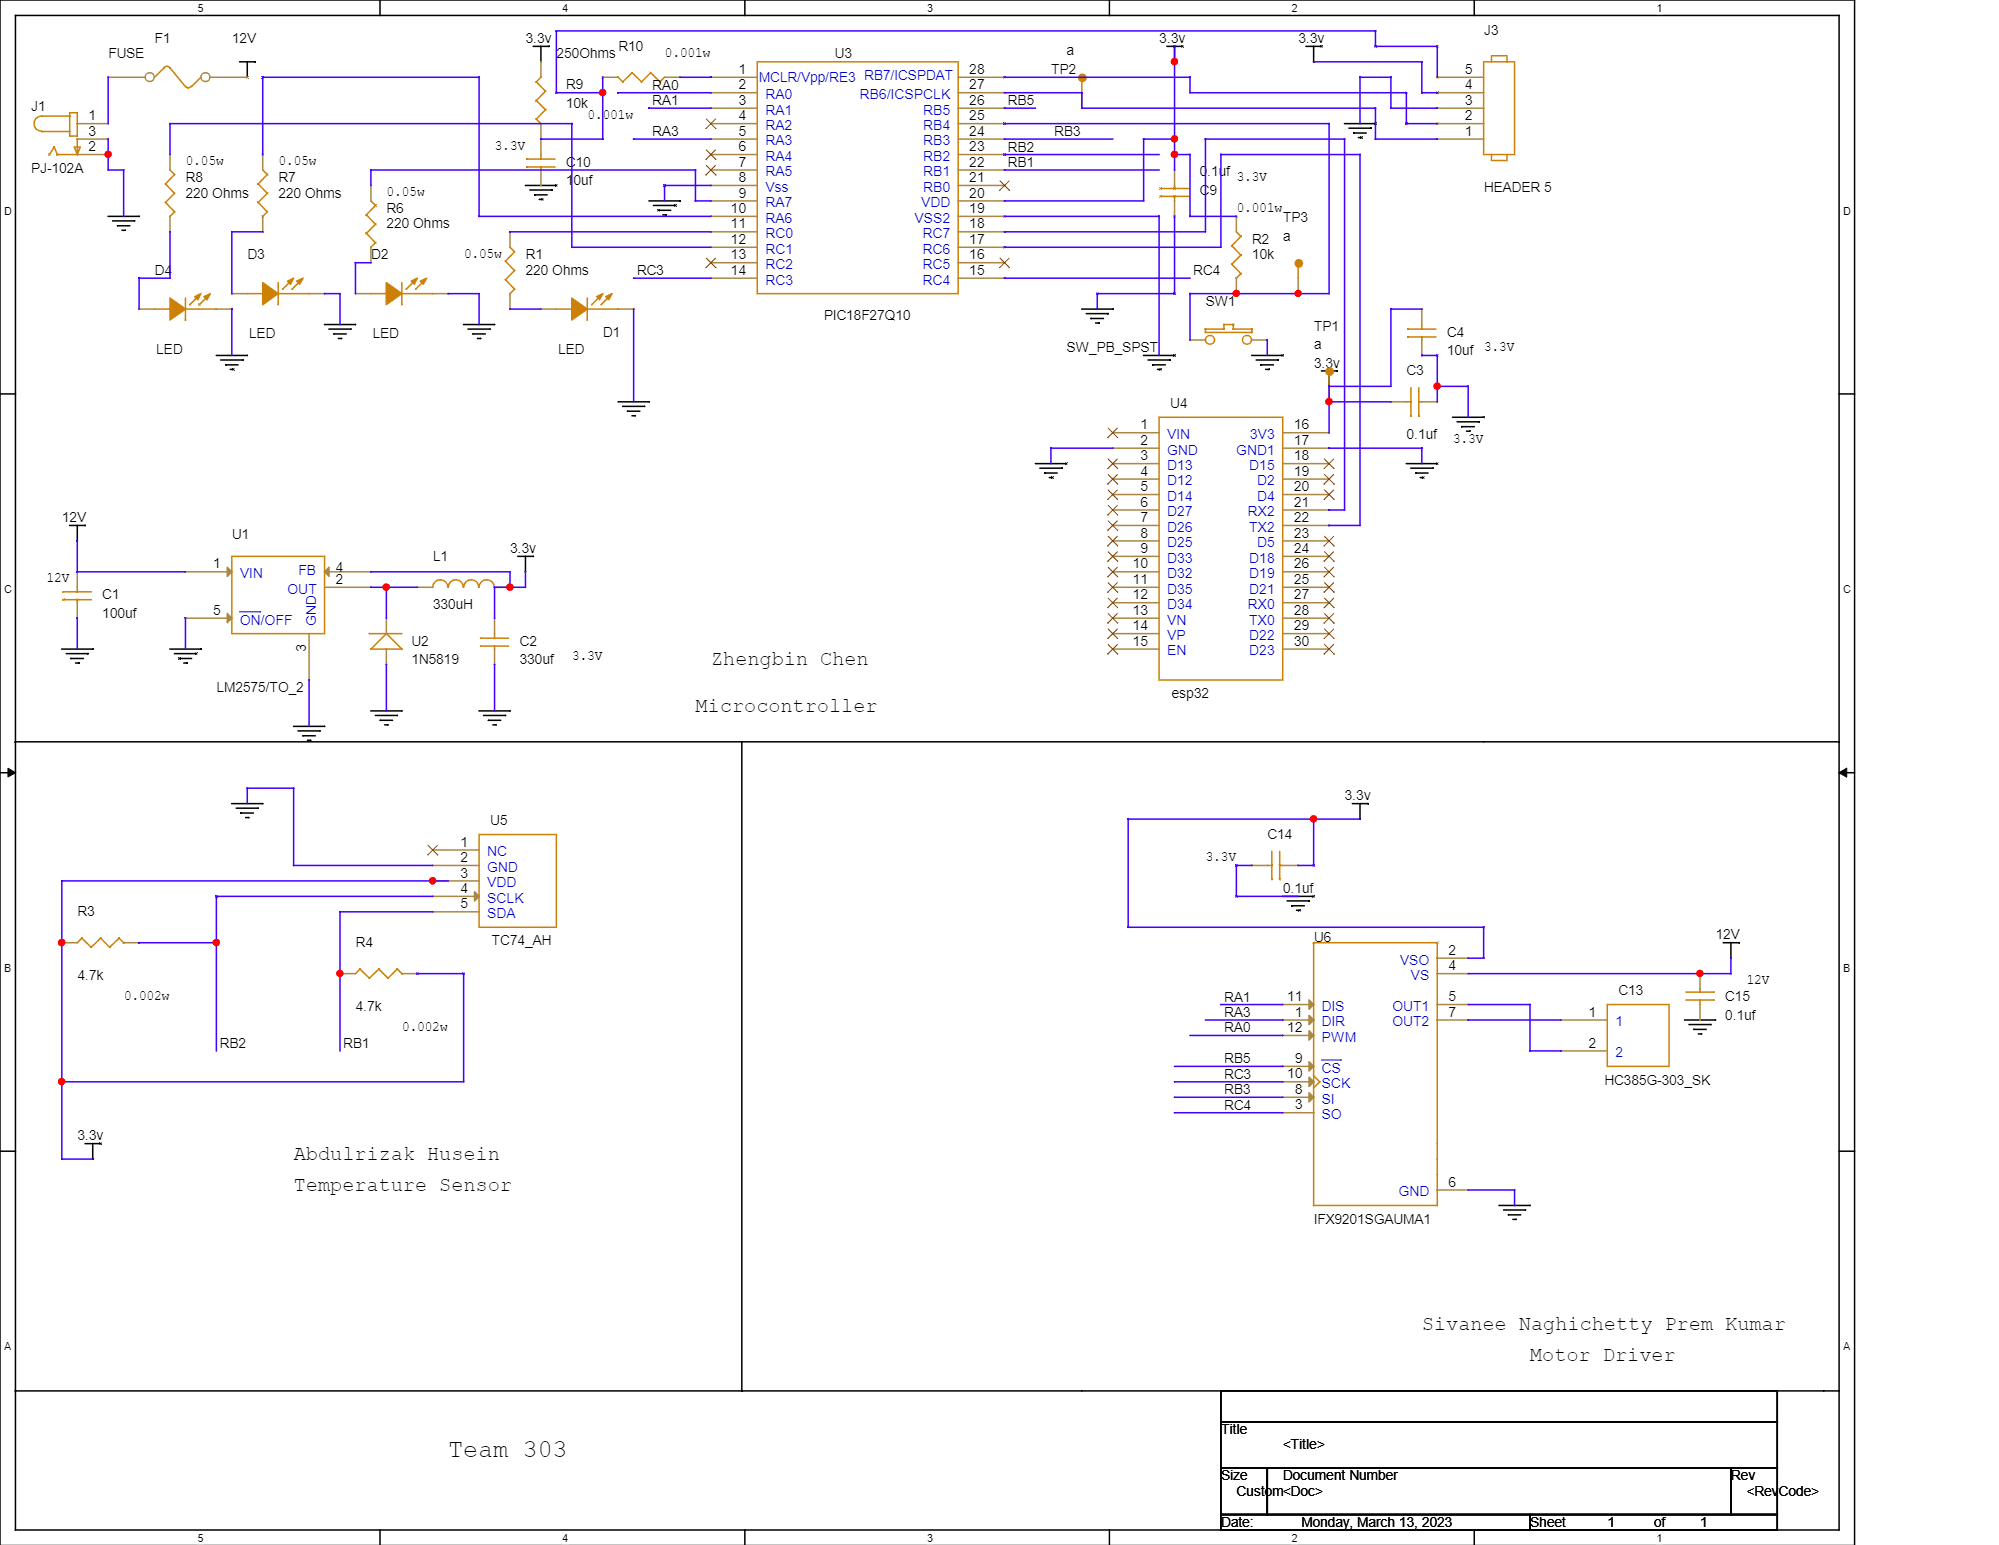 5 4 3 2 1
FUSE
F1
12V
J1
1
3
2
PJ-102A
0.05w
R8
220 Ohms
0.05w
R7
220 Ohms
0.05w
R6
220 Ohms
0.05w
R1
220 Ohms
D4
LED
D3
LED
D2
LED
D1
LED
3.3v
250Ohms
R10
0.001w
R9
10k
0.001w
3.3V
C10
10uf
RA0
RA1
RA3
RC3
U3
1 MCLR/Vpp/RE3
2 RA0
3 RA1
4 RA2
5 RA3
6 RA4
7 RA5
8 Vss
9 RA7
10 RA6
11 RC0
12 RC1
13 RC2
14 RC3
RB7/ICSPDAT 28
RB6/ICSPCLK 27
RB5 26
RB4 25
RB3 24
RB2 23
RB1 22
RB0 21
VDD 20
VSS2 19
RC7 18
RC6 17
RC5 16
RC4 15
PIC18F27Q10
a
TP2
RB5
RB3
RB2
RB1
RC4
3.3v
3.3v
0.1uf
C9
3.3V
0.001w
TP3
a
R2
10k
SW1
SW_PB_SPST
J3
5
4
3
2
1
HEADER 5
TP1
a
3.3v
C4
10uf
3.3V
C3
0.1uf
3.3V
U4
1 VIN
2 GND
3 D13
4 D12
5 D14
6 D27
7 D26
8 D25
9 D33
10 D32
11 D35
12 D34
13 VN
14 VP
15 EN
3V3 16
GND1 17
D15 18
D2 19
D4 20
RX2 21
TX2 22
D5 23
D18 24
D19 26
D21 25
RX0 27
TX0 28
D22 29
D23 30
esp32
12V
12V
C1
100uf
U1
1 VIN
5 ON/OFF
FB 4
OUT 2
GND 3
LM2575/TO_2
L1
330uH
3.3v
U2
1N5819
C2
330uf
3.3V
Zhengbin Chen
Microcontroller
D D
C C
U5
1 NC
2 GND
3 VDD
4 SCLK
5 SDA
TC74_AH
R3
4.7k
0.002w
R4
4.7k
0.002w
RB2
RB1
3.3v
Abdulrizak Husein
Temperature Sensor
3.3v
C14
3.3V
0.1uf
U6
VSO 2
VS 4
OUT1 5
OUT2 7
RA1 11 DIS
RA3 1 DIR
RA0 12 PWM
RB5 9 CS
RC3 10 SCK
RB3 8 SI
RC4 3 SO
GND 6
IFX9201SGAUMA1
12V
12V
C15
0.1uf
C13
1 1
2 2
HC385G-303_SK
Sivanee Naghichetty Prem Kumar
Motor Driver
B B
A A
Team 303
Title
<Title>
Size
Custom
Document Number
<Doc>
Rev
<RevCode>
Date:
Monday, March 13, 2023
Sheet 1 of 1
5 4 3 2 1